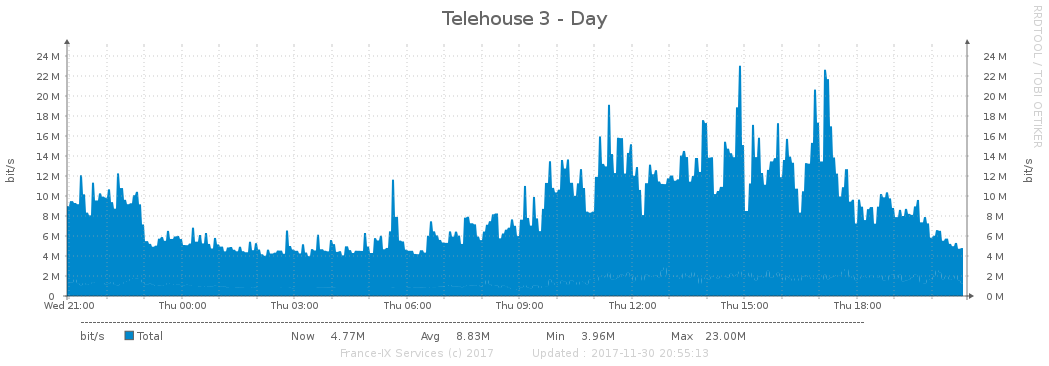 Telehouse 3 - Day
RRDTOOL / TOBI OETIKER
bit/s
24 M 24 M
22 M 22 M
20 M 20 M
18 M 18 M
16 M 16 M
14 M 14 M
12 M 12 M
10 M 10 M
8 M 8 M
6 M 6 M
4 M 4 M
2 M 2 M
0 0 M
bit/s
Wed 21:00 Thu 00:00 Thu 03:00 Thu 06:00 Thu 09:00 Thu 12:00 Thu 15:00 Thu 18:00
bit/s Total Now 4.77M Avg 8.83M Min 3.96M Max 23.00M
France-IX Services (c) 2017 Updated : 2017-11-30 20:55:13